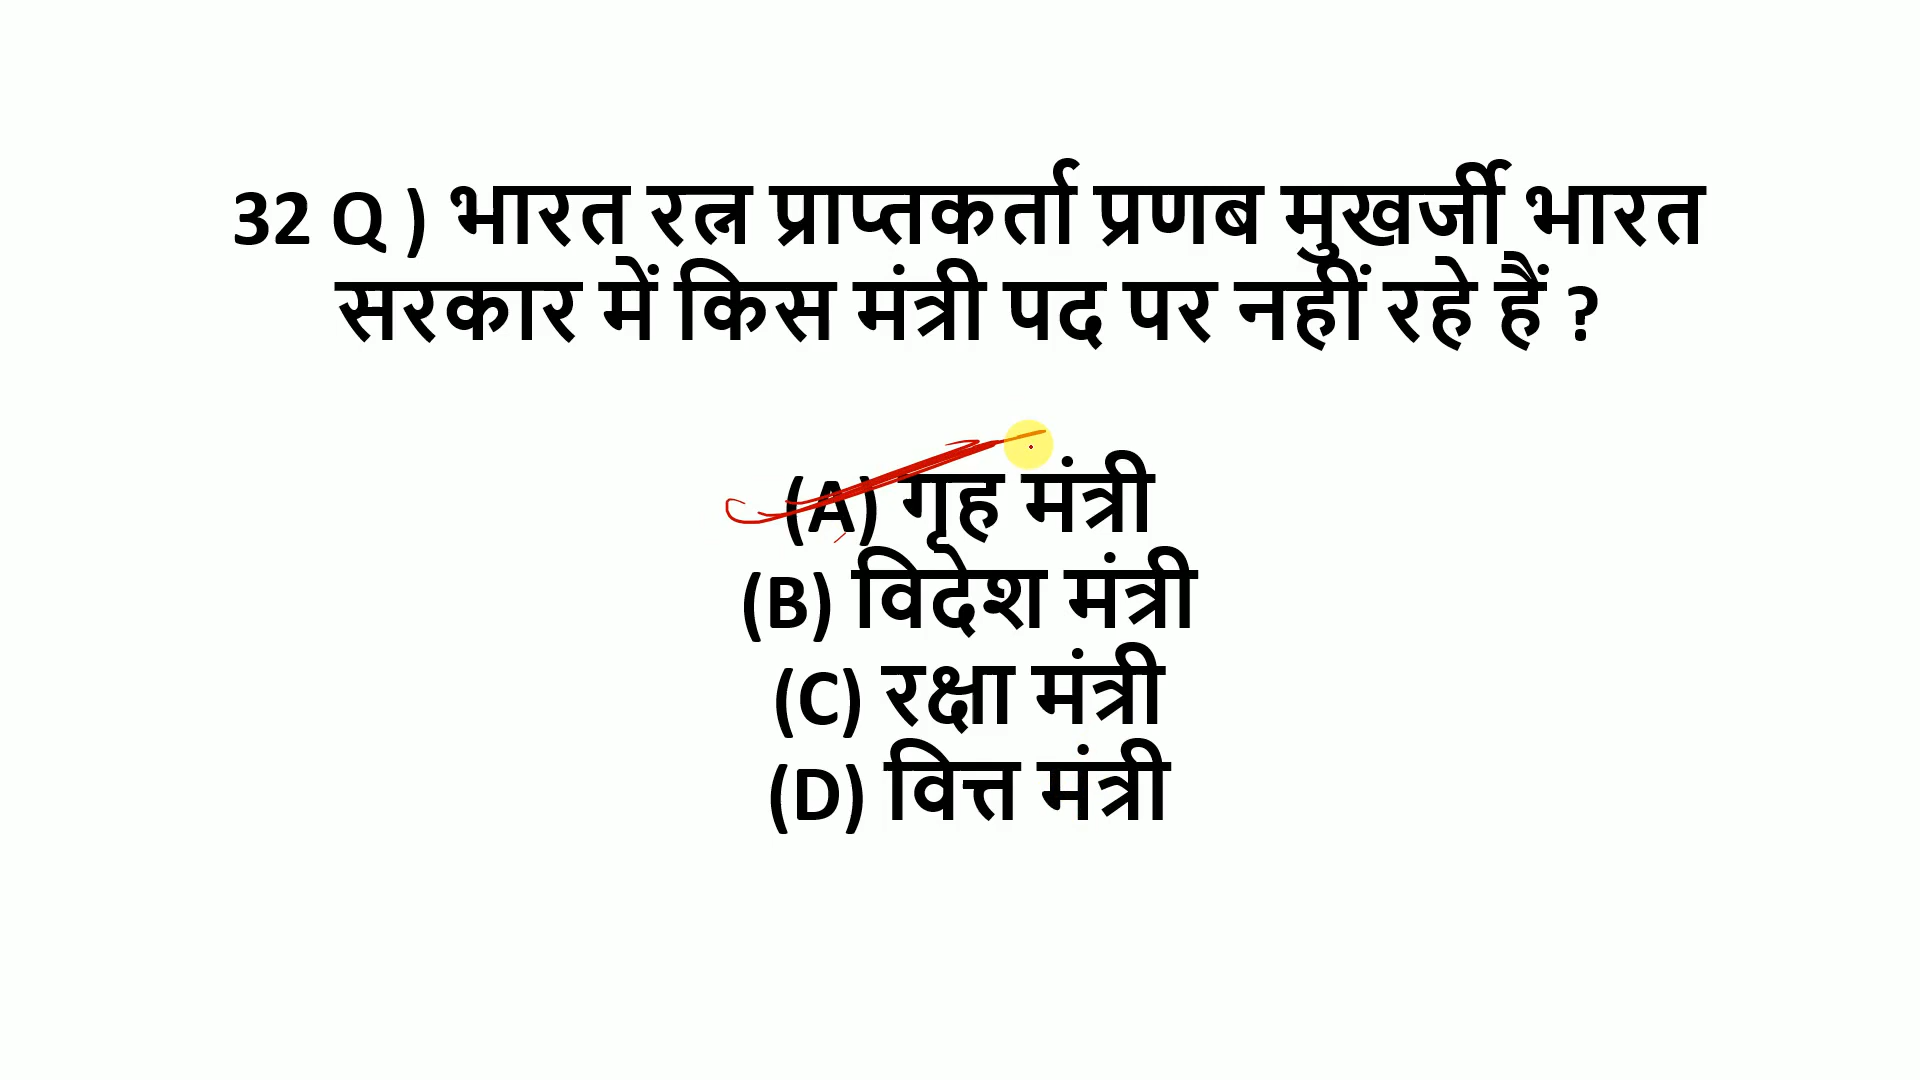 32 Q ) भारत रत्न प्राप्तकर्ता प्रणब मुखर्जी भारत
सरकार में किस मंत्री पद पर नहीं रहे हैं ?
(A) गृह मंत्री
(B) विदेश मंत्री
(C) रक्षा मंत्री
(D) वित्त मंत्री